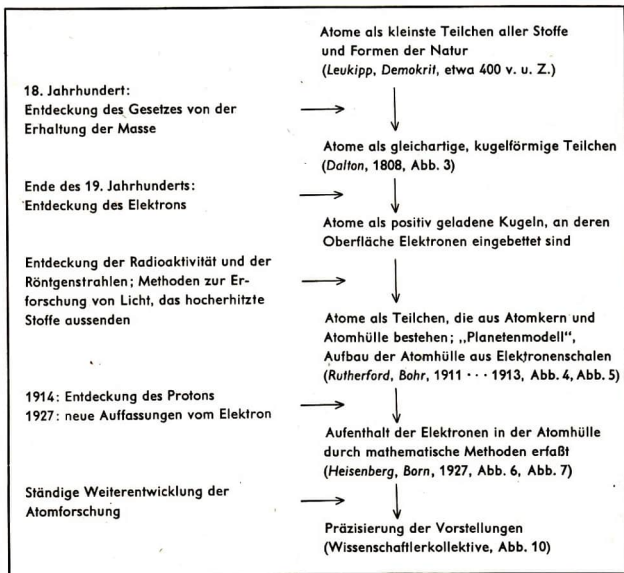 Atome als kleinste Teilchen aller Stoffe
und Formen der Natur
(Leukipp, Demokrit, etwa 400 v. u. Z.)
18. Jahrhundert:
Entdeckung des Gesetzes von der
Erhaltung der Masse
Atome als gleichartige, kugelförmige Teilchen
(Dalton, 1808, Abb. 3)
Ende des 19. Jahrhunderts:
Entdeckung des Elektrons
Atome als positiv geladene Kugeln, an deren
Oberfläche Elektronen eingebettet sind
Entdeckung der Radioaktivität und der
Röntgenstrahlen; Methoden zur Er-
forschung von Licht, das hocherhitzte
Stoffe aussenden
Atome als Teilchen, die aus Atomkern und
Atomhülle bestehen; „Planetenmodell“,
Aufbau der Atomhülle aus Elektronenschalen
(Rutherford, Bohr, 1911 ··· 1913, Abb. 4, Abb. 5)
1914: Entdeckung des Protons
1927: neue Auffassungen vom Elektron
Aufenthalt der Elektronen in der Atomhülle
durch mathematische Methoden erfaßt
(Heisenberg, Born, 1927, Abb. 6, Abb. 7)
Ständige Weiterentwicklung der
Atomforschung
Präzisierung der Vorstellungen
(Wissenschaftlerkollektive, Abb. 10)